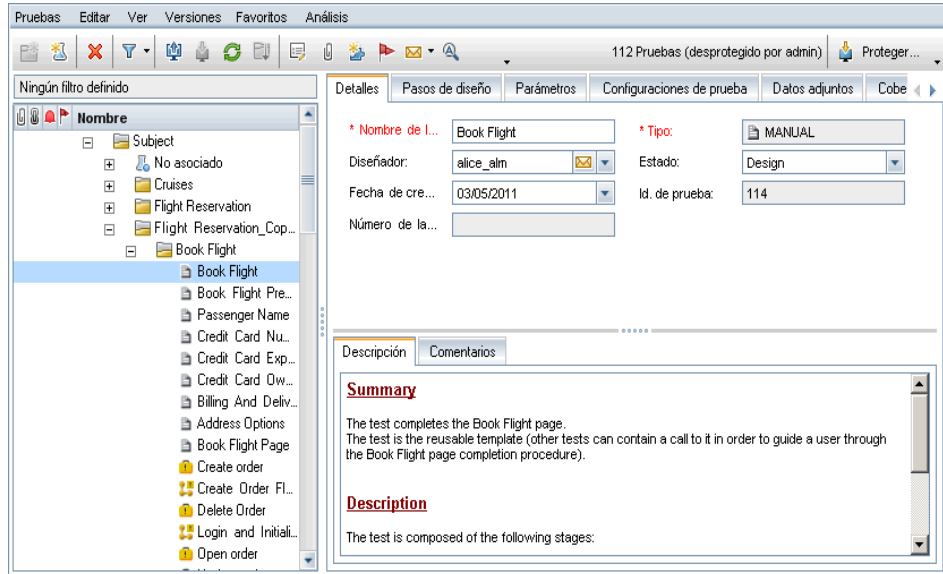 Pruebas Editar Ver Versiones Favoritos Análisis
112 Pruebas (desprotegido por admin) Proteger...
Ningún filtro definido
Nombre
Subject
No asociado
Cruises
Flight Reservation
Flight Reservation_Cop...
Book Flight
Book Flight
Book Flight Pre...
Passenger Name
Credit Card Nu...
Credit Card Exp...
Credit Card Ow...
Billing And Deliv...
Address Options
Book Flight Page
Create order
Create Order Fl...
Delete Order
Login and Initiali...
Open order
Detalles Pasos de diseño Parámetros Configuraciones de prueba Datos adjuntos Cobe
* Nombre de l... Book Flight * Tipo: MANUAL
Diseñador: alice_alm Estado: Design
Fecha de cre... 03/05/2011 Id. de prueba: 114
Número de la...
Descripción Comentarios
Summary
The test completes the Book Flight page.
The test is the reusable template (other tests can contain a call to it in order to guide a user through
the Book Flight page completion procedure).
Description
The test is composed of the following stages: